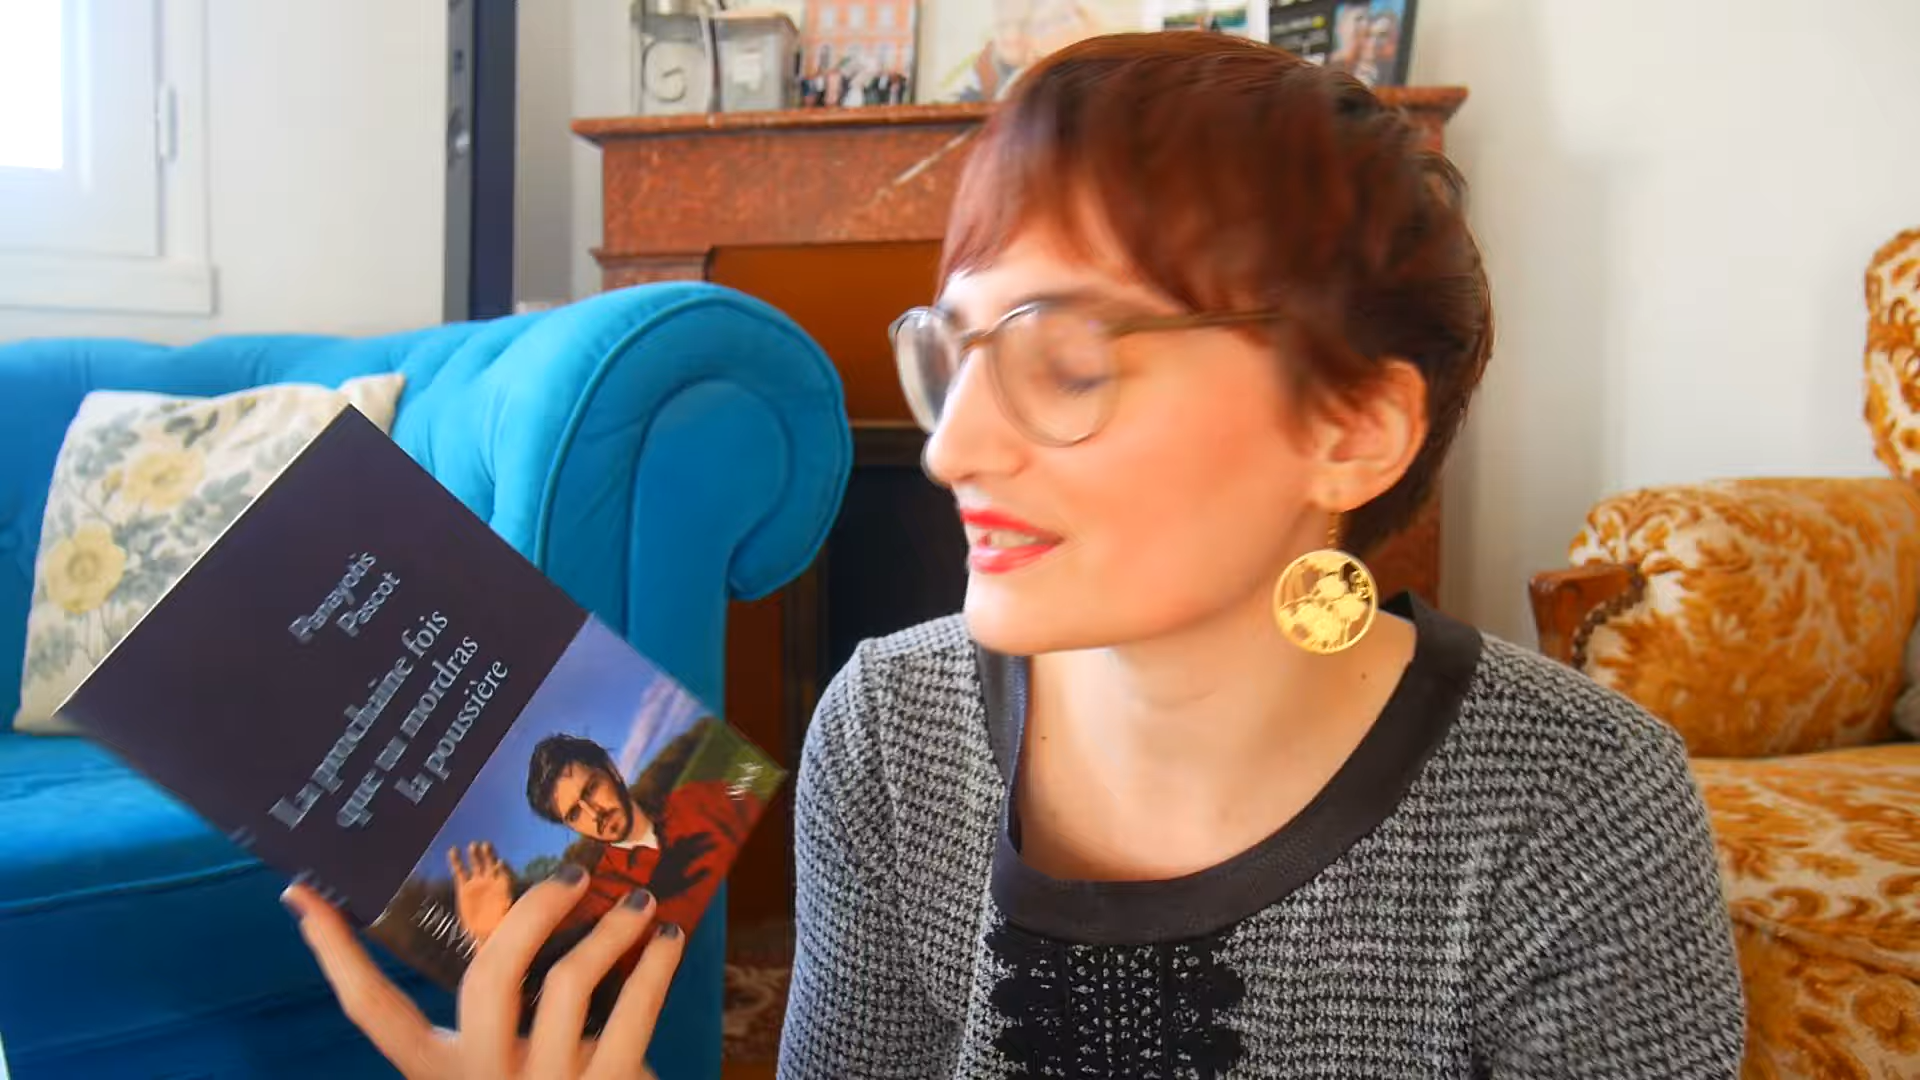 Panayotis
Pascot
La prochaine fois
que tu mordras
la poussière